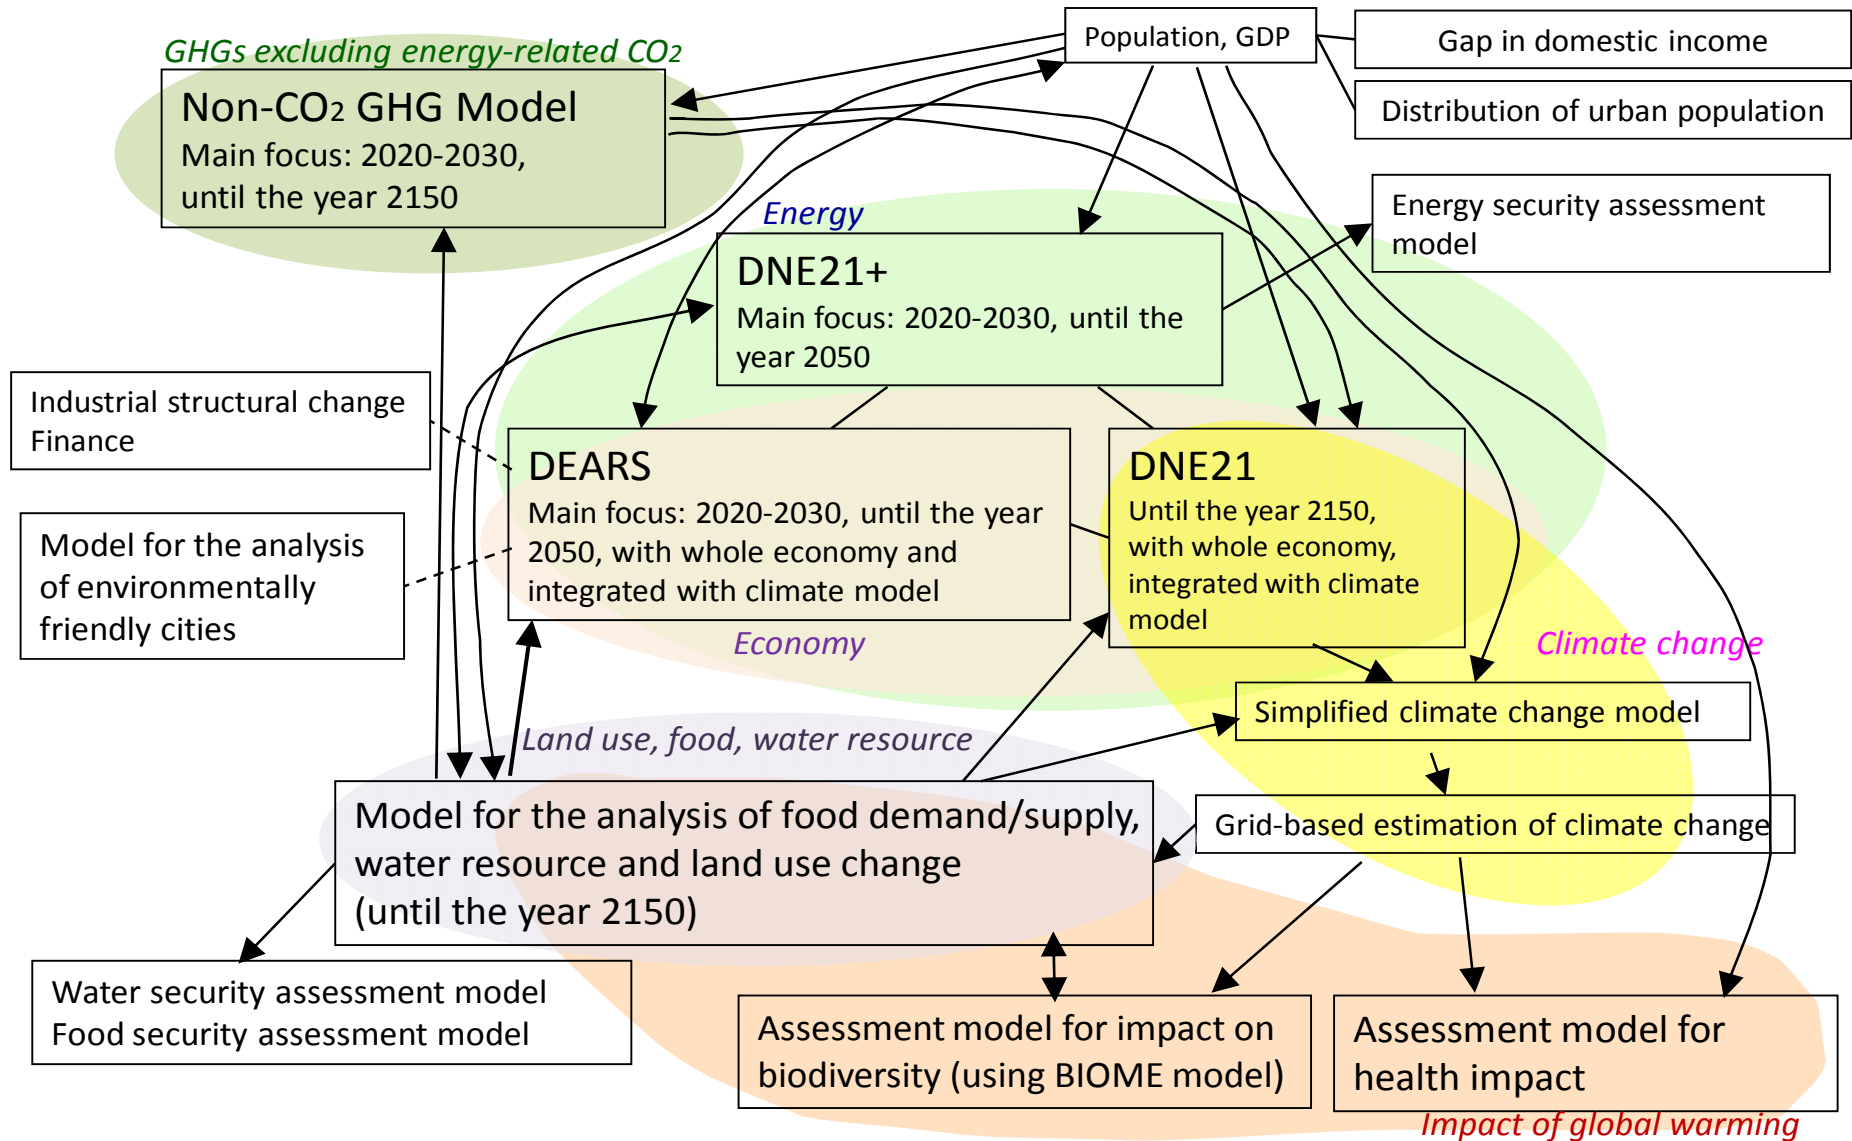 GHGs excluding energy-related CO2
Population, GDP
Gap in domestic income
Distribution of urban population
Non-CO2 GHG Model
Main focus: 2020-2030,
until the year 2150
Energy
Energy security assessment
model
DNE21+
Main focus: 2020-2030, until the
year 2050
Industrial structural change
Finance
DEARS
Main focus: 2020-2030, until the year
2050, with whole economy and
integrated with climate model
DNE21
Until the year 2150,
with whole economy,
integrated with climate
model
Model for the analysis
of environmentally
friendly cities
Economy
Climate change
Simplified climate change model
Land use, food, water resource
Model for the analysis of food demand/supply,
water resource and land use change
(until the year 2150)
Grid-based estimation of climate change
Water security assessment model
Food security assessment model
Assessment model for impact on
biodiversity (using BIOME model)
Assessment model for
health impact
Impact of global warming